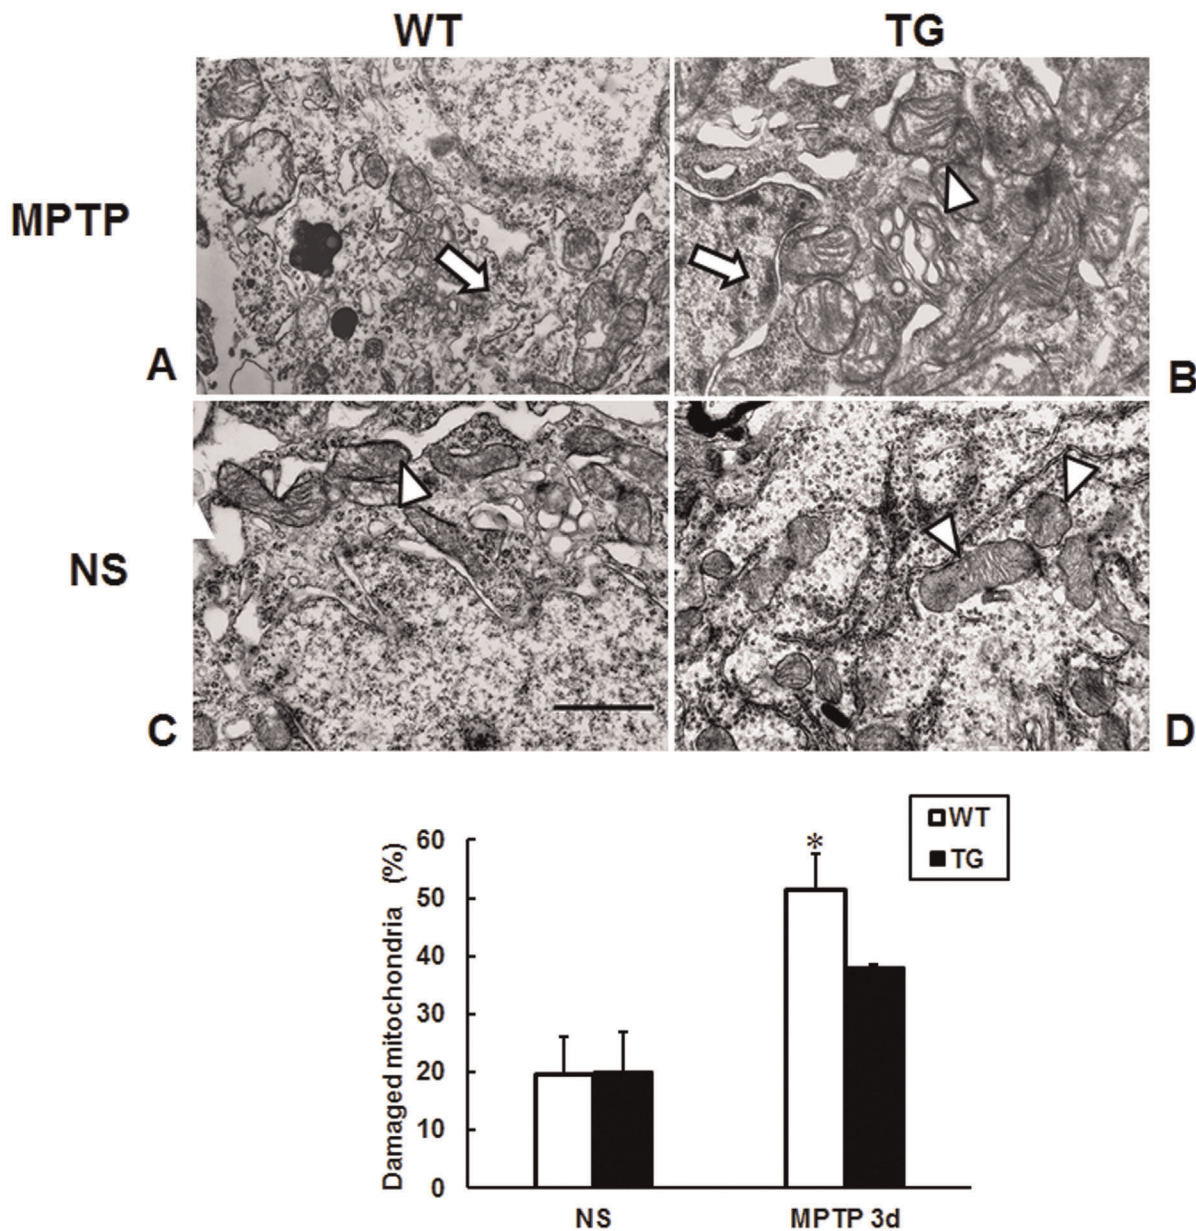 WT TG
MPTP
A B
NS
C D
WT
TG
Damaged mitochondria (%)
60
50
40
30
20
10
0
*
NS MPTP 3d